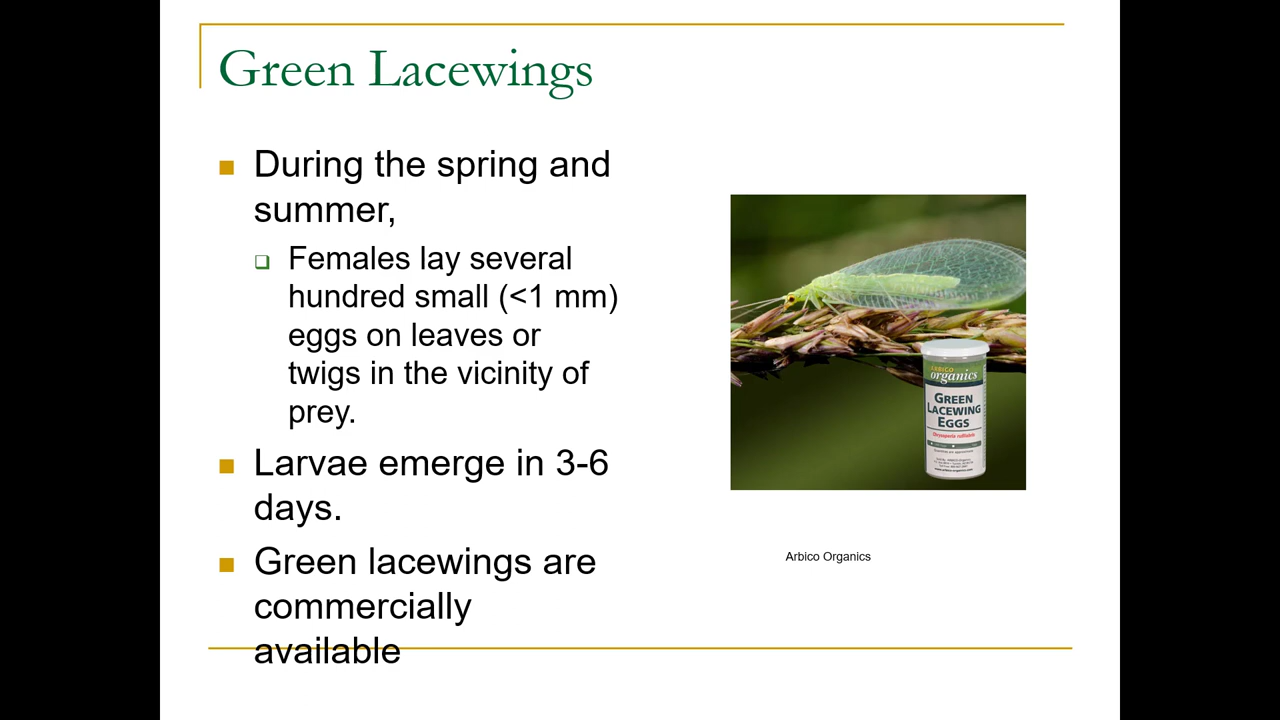 Green Lacewings
During the spring and
summer,
Females lay several
hundred small (<1 mm)
eggs on leaves or
twigs in the vicinity of
prey.
Larvae emerge in 3-6
days.
Green lacewings are
commercially
available
ARBICO
organics
GREEN
LACEWING
EGGS
Arbico Organics